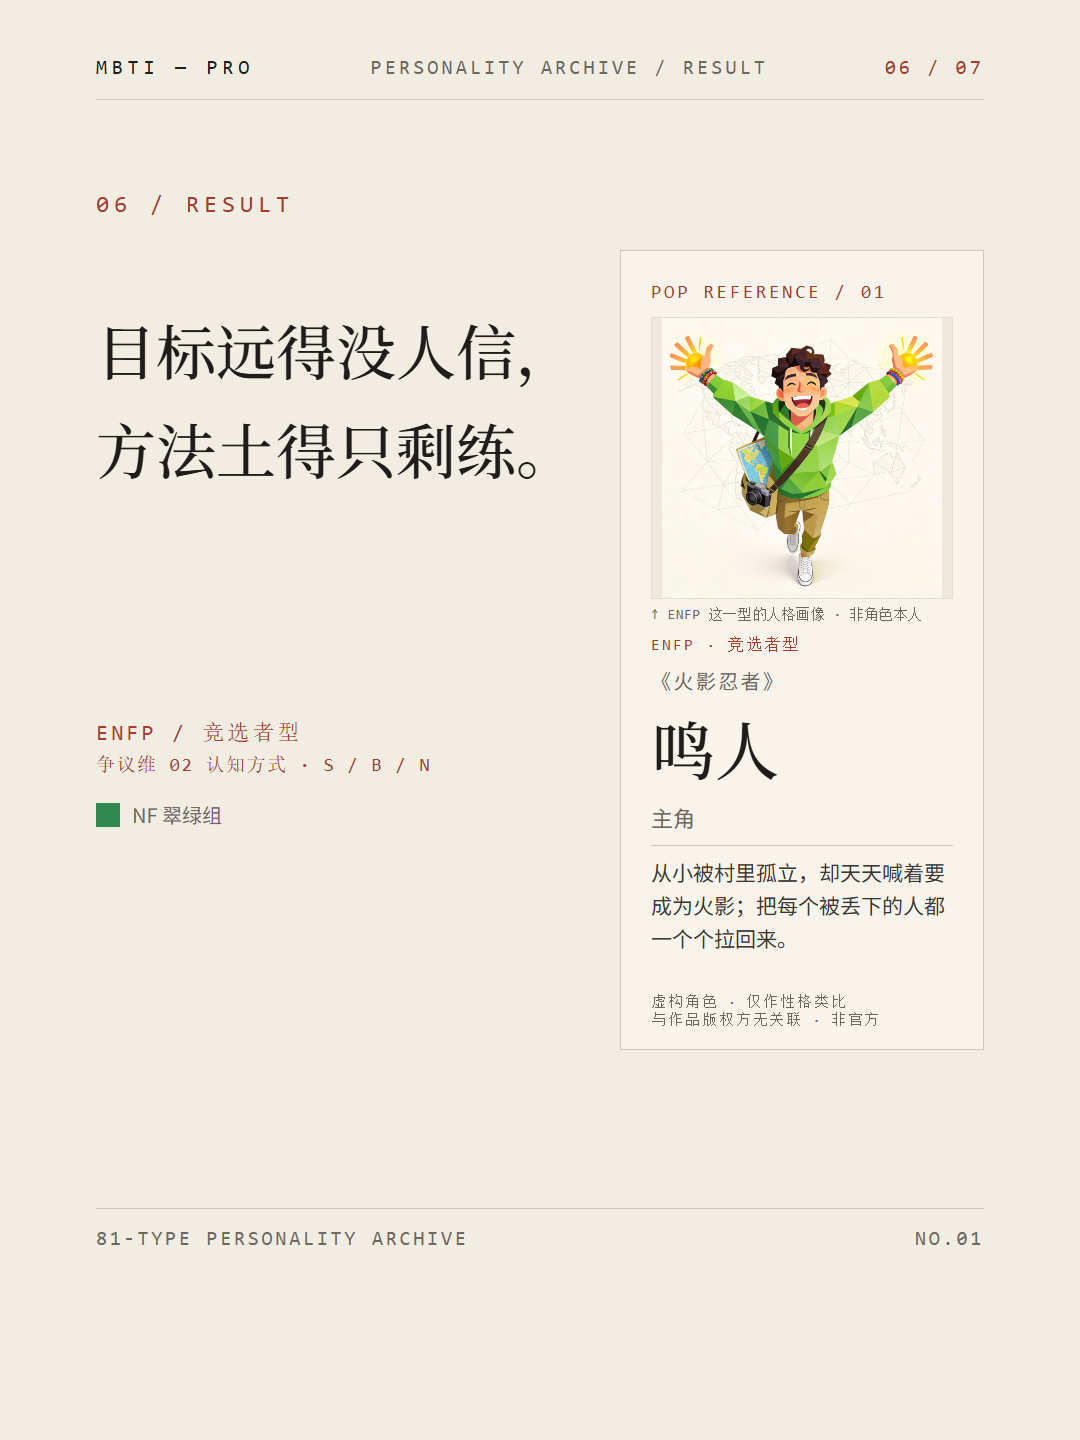 MBTI — PRO
PERSONALITY ARCHIVE / RESULT
06 / 07
06 / RESULT
目标远得没人信，
方法土得只剩练。
ENFP / 竞选者型
争议维 02 认知方式 · S / B / N
NF 翠绿组
POP REFERENCE / 01
↑ ENFP 这一型的人格画像 · 非角色本人
ENFP · 竞选者型
《火影忍者》
鸣人
主角
从小被村里孤立，却天天喊着要
成为火影；把每个被丢下的人都
一个个拉回来。
虚构角色 · 仅作性格类比
与作品版权方无关联 · 非官方
81-TYPE PERSONALITY ARCHIVE
NO.01